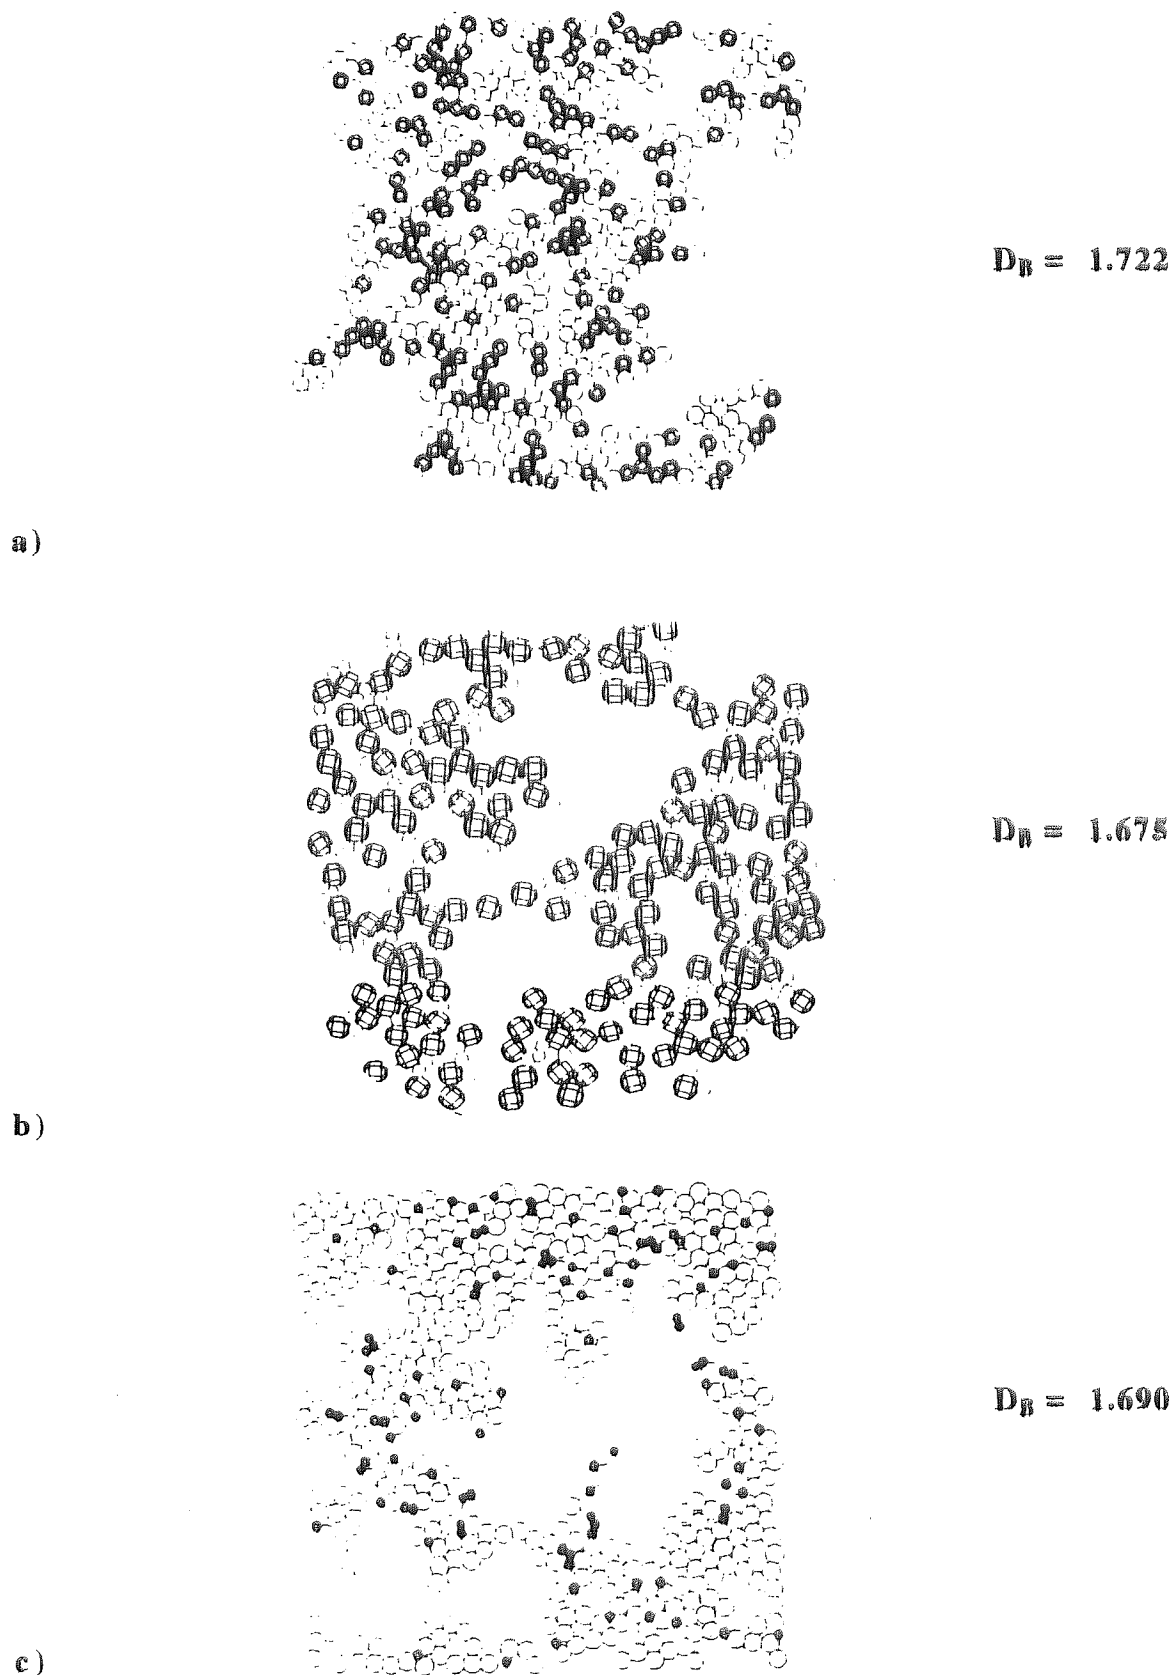 D_B = 1.722
a)
D_B = 1.675
b)
D_B = 1.690
c)